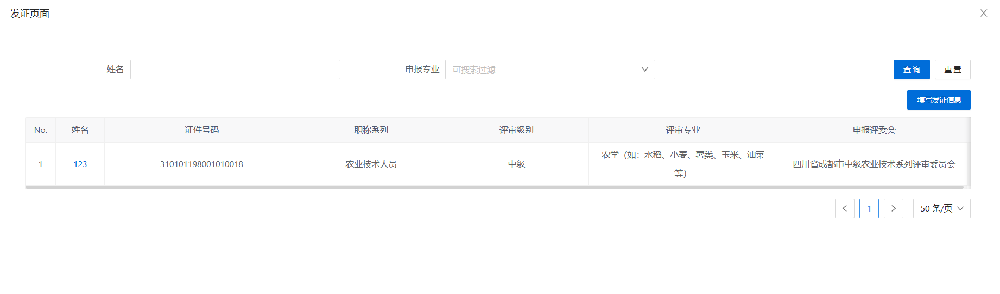 发证页面
姓名
申报专业 可搜索过滤
查 询 重 置
填写发证信息
No. 姓名 证件号码 职称系列 评审级别 评审专业 申报评委会
1 123 310101198001010018 农业技术人员 中级 农学（如：水稻、小麦、薯类、玉米、油菜 四川省成都市中级农业技术系列评审委员会
等）
1 50 条/页